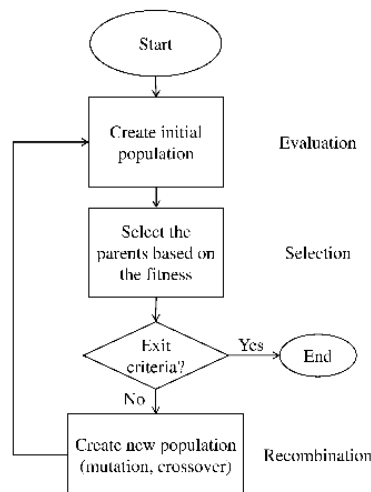 Start
Create initial
population
Evaluation
Select the
parents based on
the fitness
Selection
Exit
criteria?
Yes
End
No
Create new population
(mutation, crossover)
Recombination